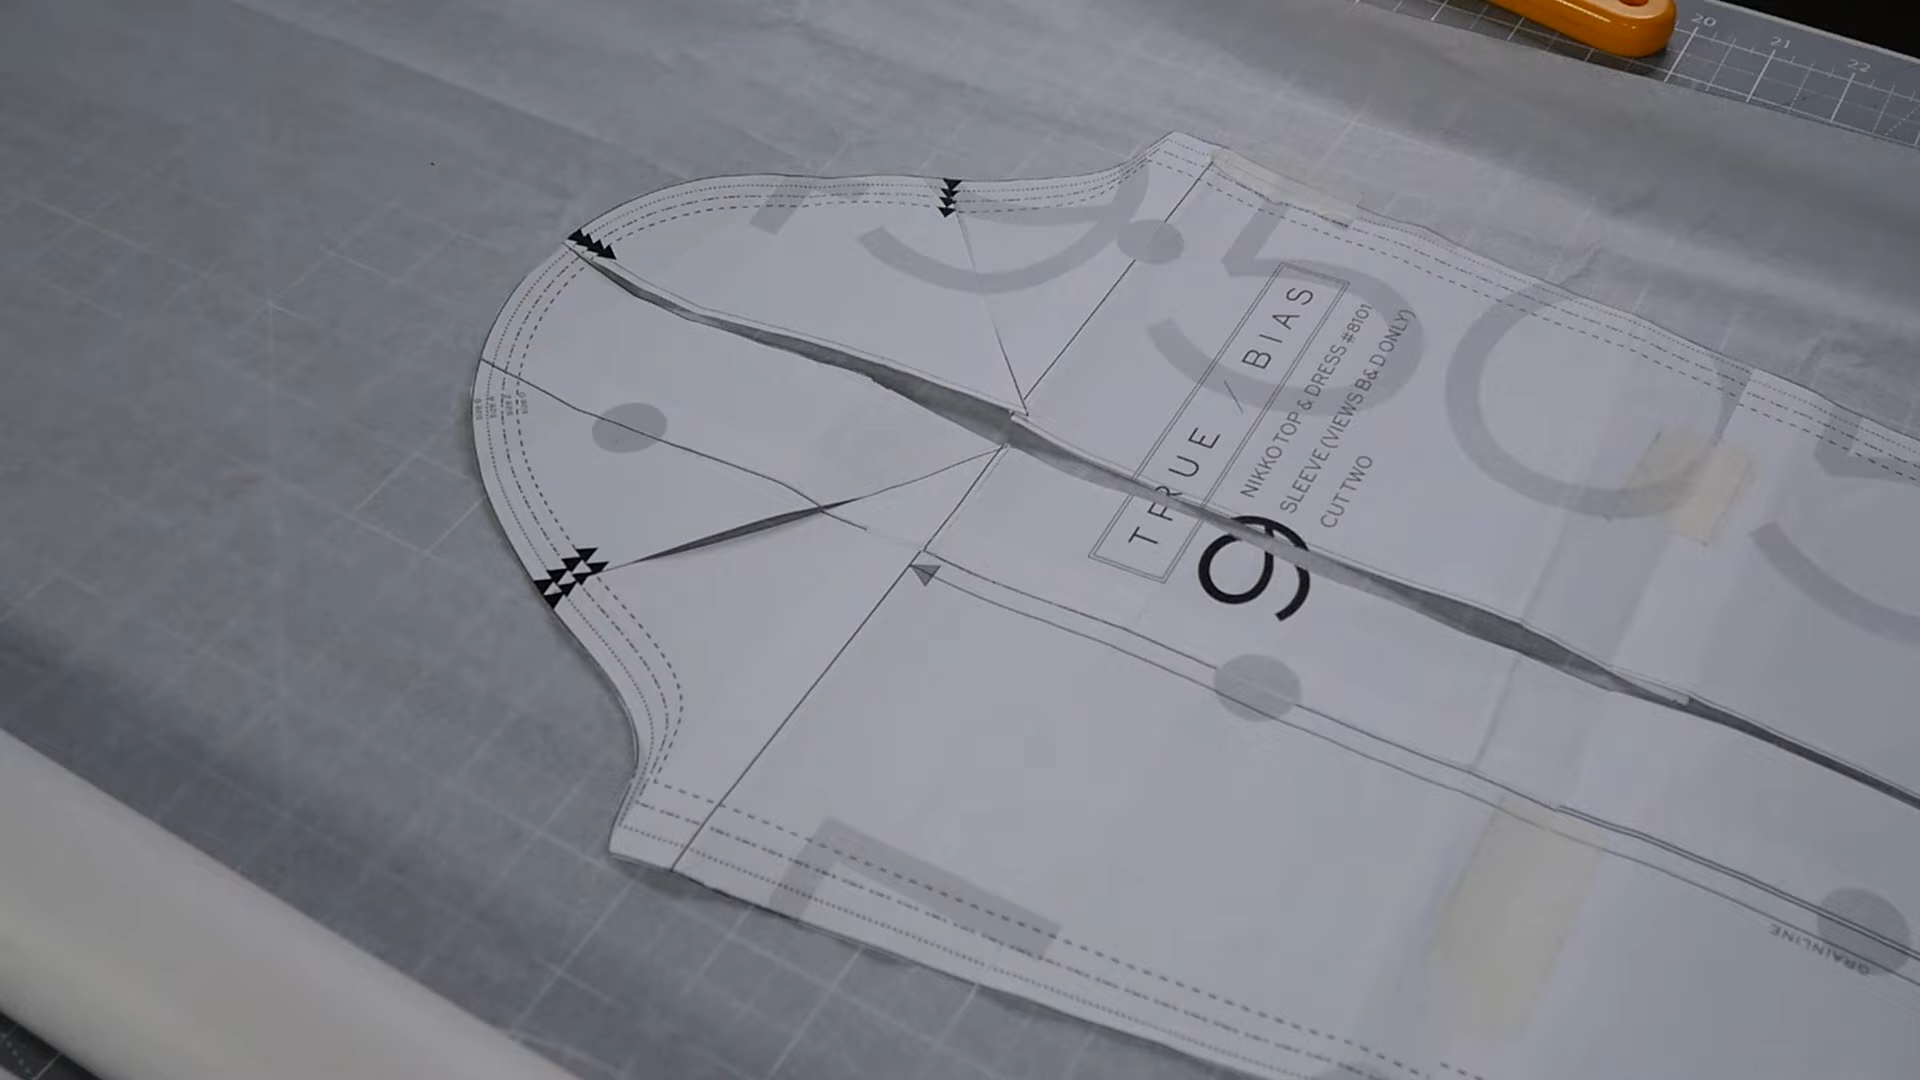 TRUE / BIAS
NIKKO TOP & DRESS #8101
SLEEVE (VIEWS B & D ONLY)
CUT TWO
9
GRAINLINE
20
21
22